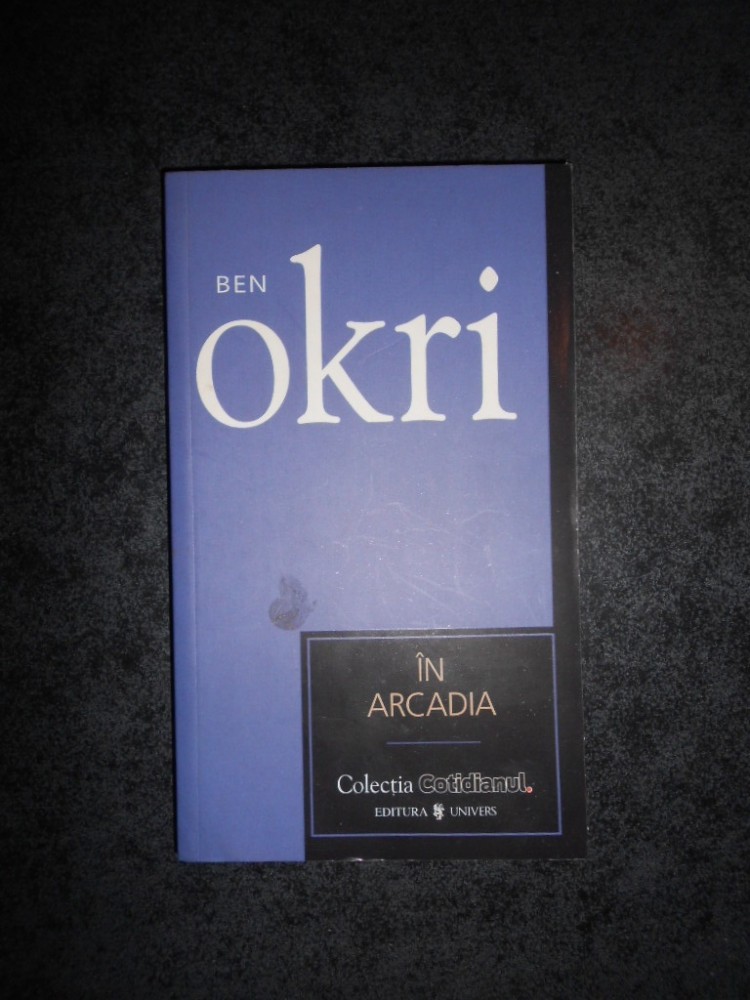 BEN
okri
ÎN
ARCADIA
Colecția Cotidianul.
EDITURA UNIVERS